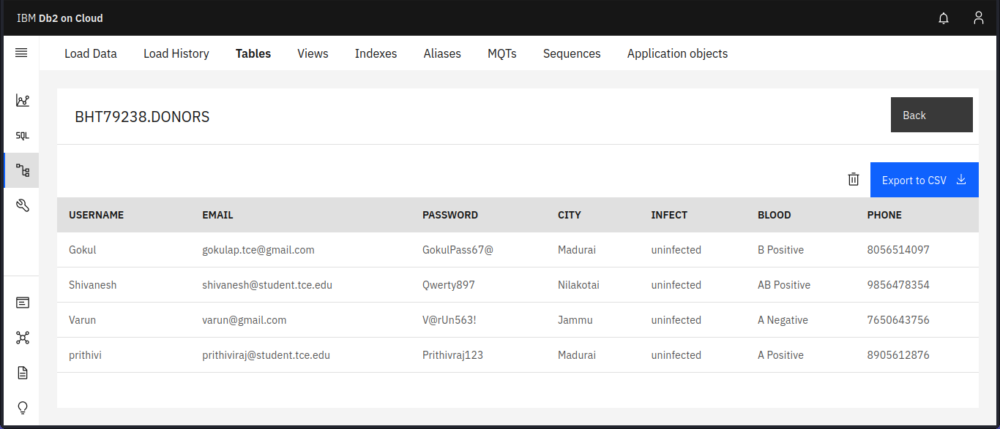 IBM Db2 on Cloud
Load Data Load History Tables Views Indexes Aliases MQTs Sequences Application objects
SQL
BHT79238.DONORS
Back
Export to CSV
USERNAME EMAIL PASSWORD CITY INFECT BLOOD PHONE
Gokul gokulap.tce@gmail.com GokulPass67@ Madurai uninfected B Positive 8056514097
Shivanesh shivanesh@student.tce.edu Qwerty897 Nilakotai uninfected AB Positive 9856478354
Varun varun@gmail.com V@rUn563! Jammu uninfected A Negative 7650643756
prithivi prithiviraj@student.tce.edu Prithivraj123 Madurai uninfected A Positive 8905612876